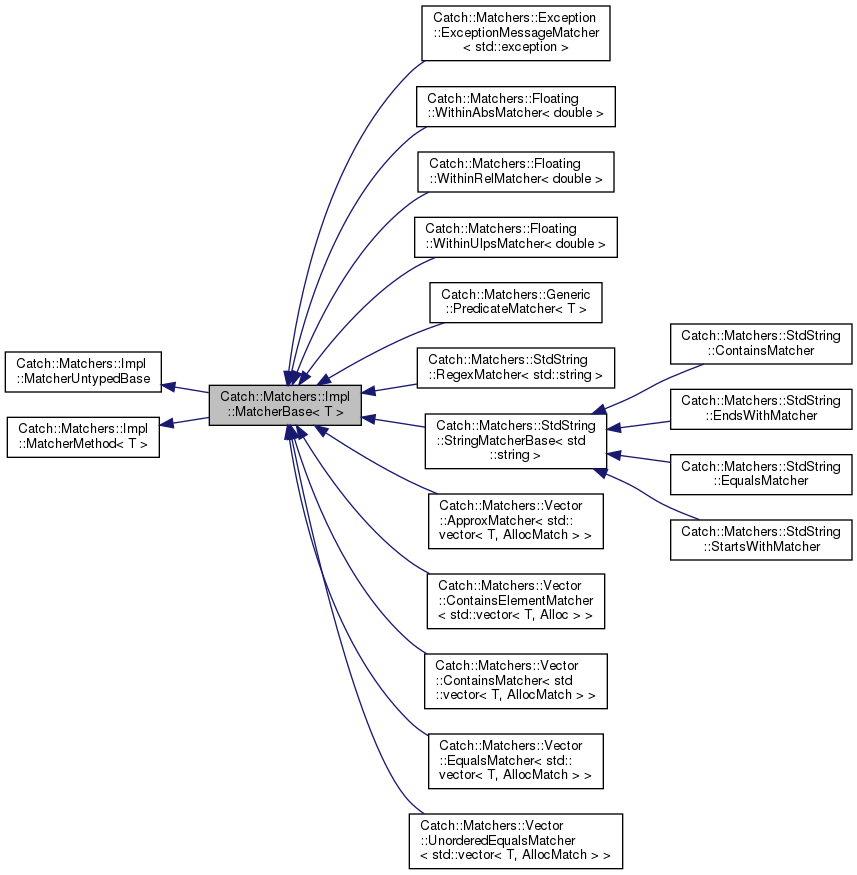 Catch::Matchers::Impl
::MatcherUntypedBase
Catch::Matchers::Impl
::MatcherMethod< T >
Catch::Matchers::Impl
::MatcherBase< T >
Catch::Matchers::Exception
::ExceptionMessageMatcher
< std::exception >
Catch::Matchers::Floating
::WithinAbsMatcher< double >
Catch::Matchers::Floating
::WithinRelMatcher< double >
Catch::Matchers::Floating
::WithinUlpsMatcher< double >
Catch::Matchers::Generic
::PredicateMatcher< T >
Catch::Matchers::StdString
::RegexMatcher< std::string >
Catch::Matchers::StdString
::StringMatcherBase< std
::string >
Catch::Matchers::Vector
::ApproxMatcher< std::
vector< T, AllocMatch > >
Catch::Matchers::Vector
::ContainsElementMatcher
< std::vector< T, Alloc > >
Catch::Matchers::Vector
::ContainsMatcher< std
::vector< T, AllocMatch > >
Catch::Matchers::Vector
::EqualsMatcher< std::
vector< T, AllocMatch > >
Catch::Matchers::Vector
::UnorderedEqualsMatcher
< std::vector< T, AllocMatch > >
Catch::Matchers::StdString
::ContainsMatcher
Catch::Matchers::StdString
::EndsWithMatcher
Catch::Matchers::StdString
::EqualsMatcher
Catch::Matchers::StdString
::StartsWithMatcher